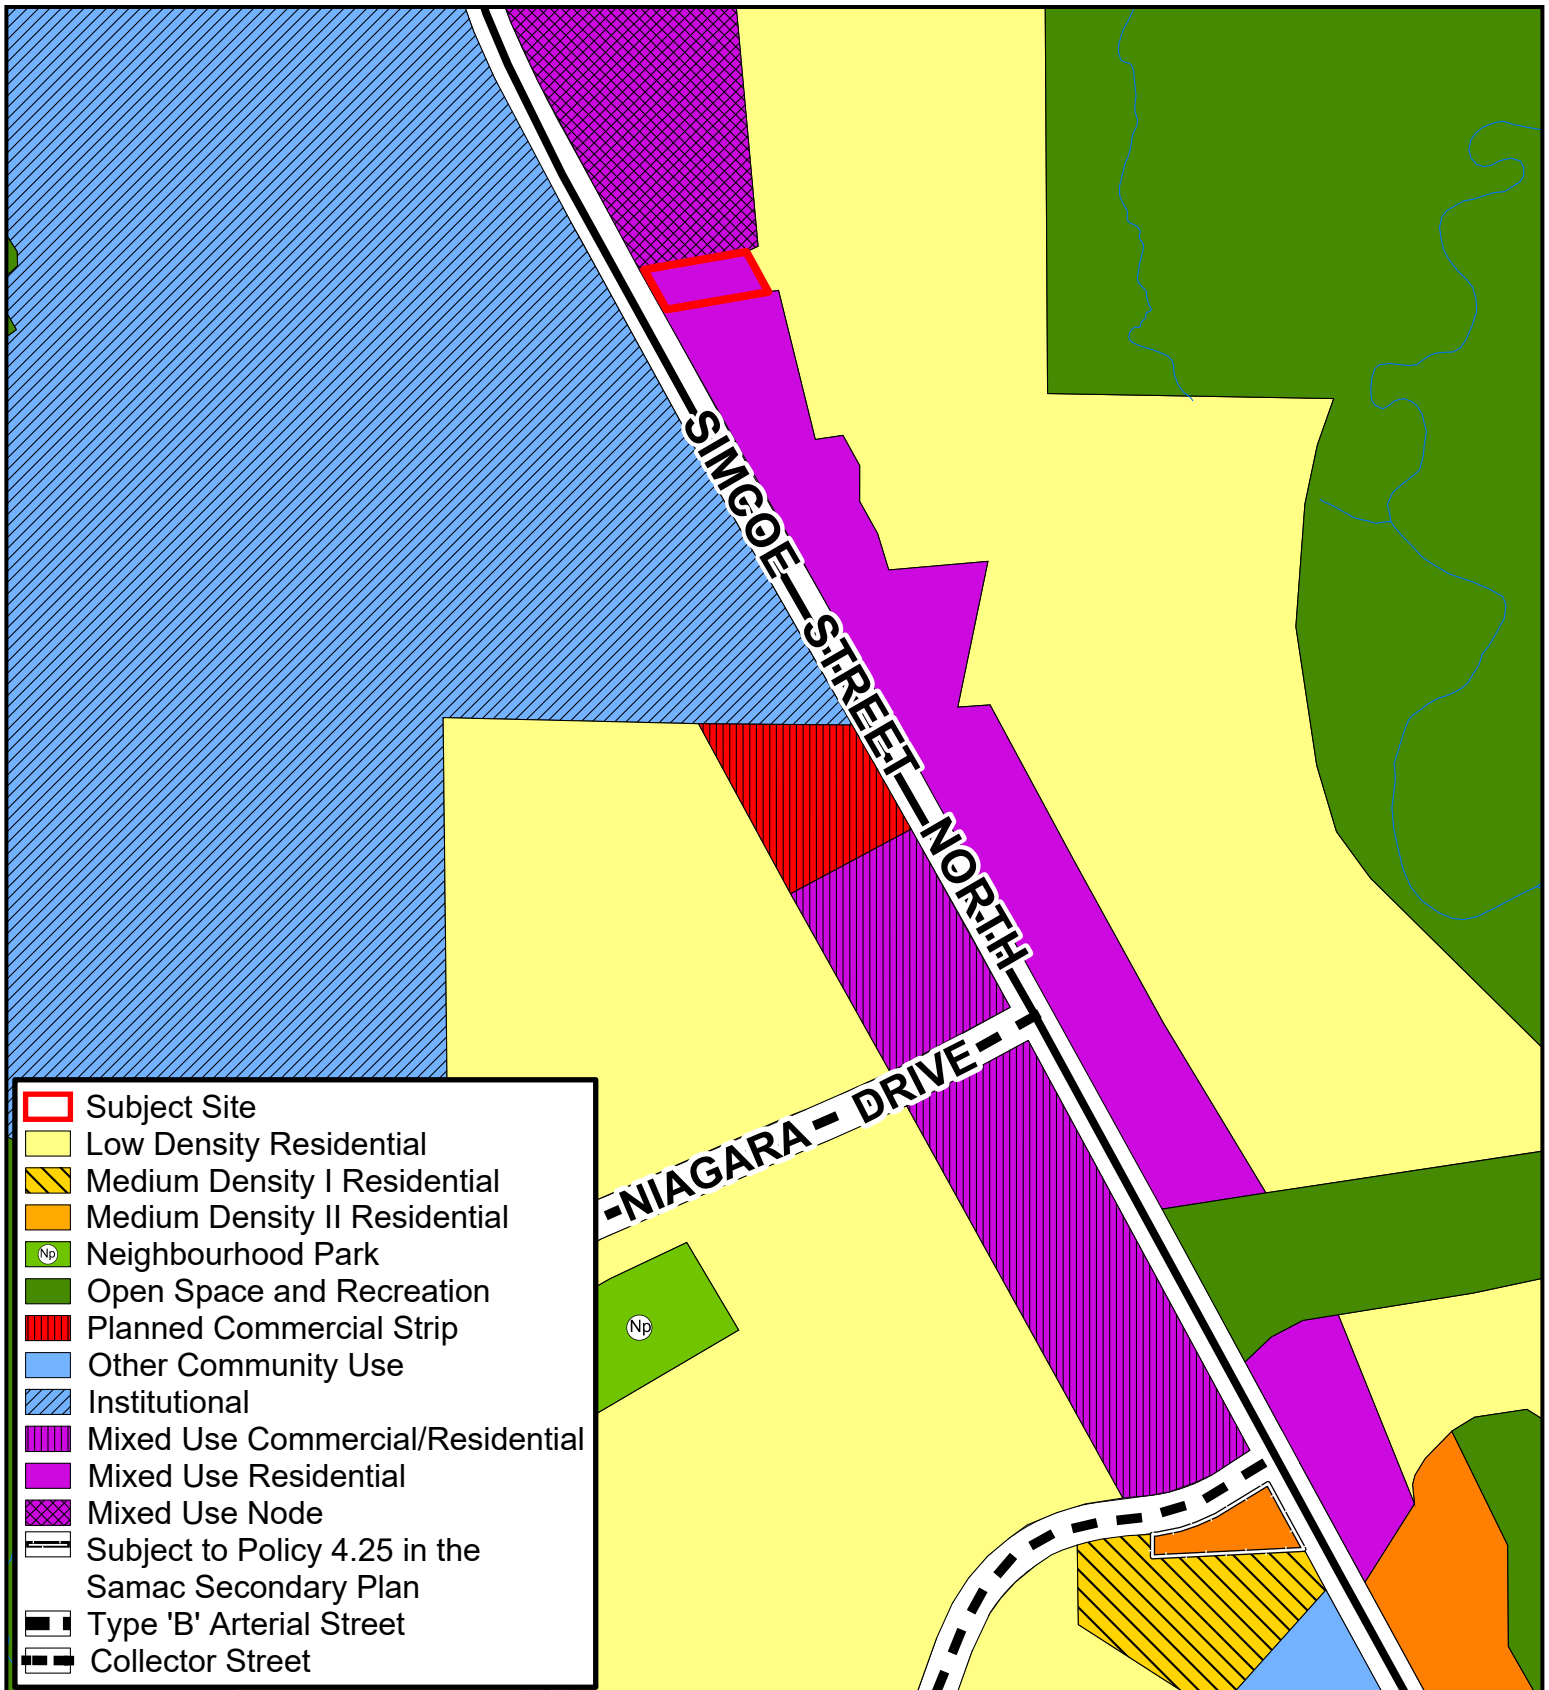 SIMCOE STREET NORTH
NIAGARA DRIVE
Np
Subject Site
Low Density Residential
Medium Density I Residential
Medium Density II Residential
Np Neighbourhood Park
Open Space and Recreation
Planned Commercial Strip
Other Community Use
Institutional
Mixed Use Commercial/Residential
Mixed Use Residential
Mixed Use Node
Subject to Policy 4.25 in the
Samac Secondary Plan
Type 'B' Arterial Street
Collector Street